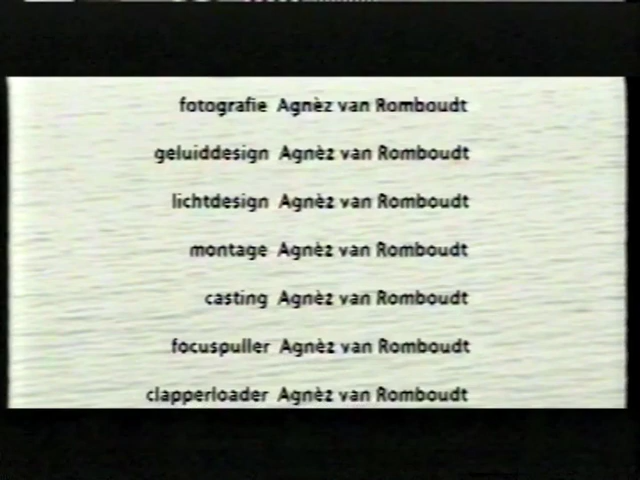 fotografie Agnèz van Romboudt
geluiddesign Agnèz van Romboudt
lichtdesign Agnèz van Romboudt
montage Agnèz van Romboudt
casting Agnèz van Romboudt
focuspuller Agnèz van Romboudt
clapperloader Agnèz van Romboudt